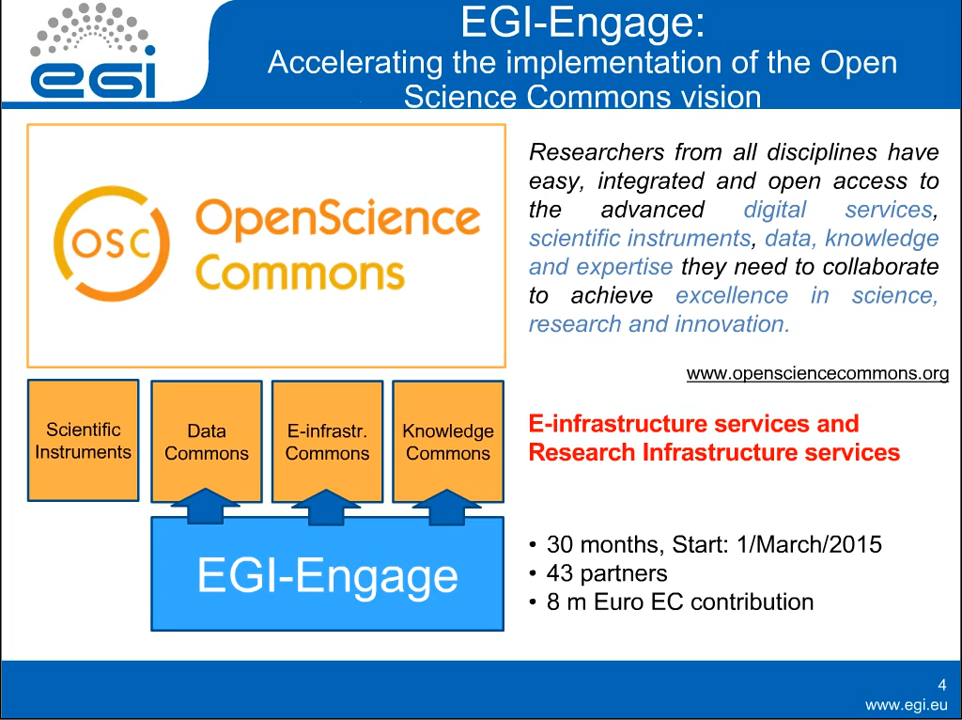 egi
EGI-Engage:
Accelerating the implementation of the Open
Science Commons vision
OSC
OpenScience
Commons
Researchers from all disciplines have
easy, integrated and open access to
the advanced digital services,
scientific instruments, data, knowledge
and expertise they need to collaborate
to achieve excellence in science,
research and innovation.
www.opensciencecommons.org
Scientific
Instruments
Data
Commons
E-infrastr.
Commons
Knowledge
Commons
E-infrastructure services and
Research Infrastructure services
EGI-Engage
• 30 months, Start: 1/March/2015
• 43 partners
• 8 m Euro EC contribution
4
www.egi.eu